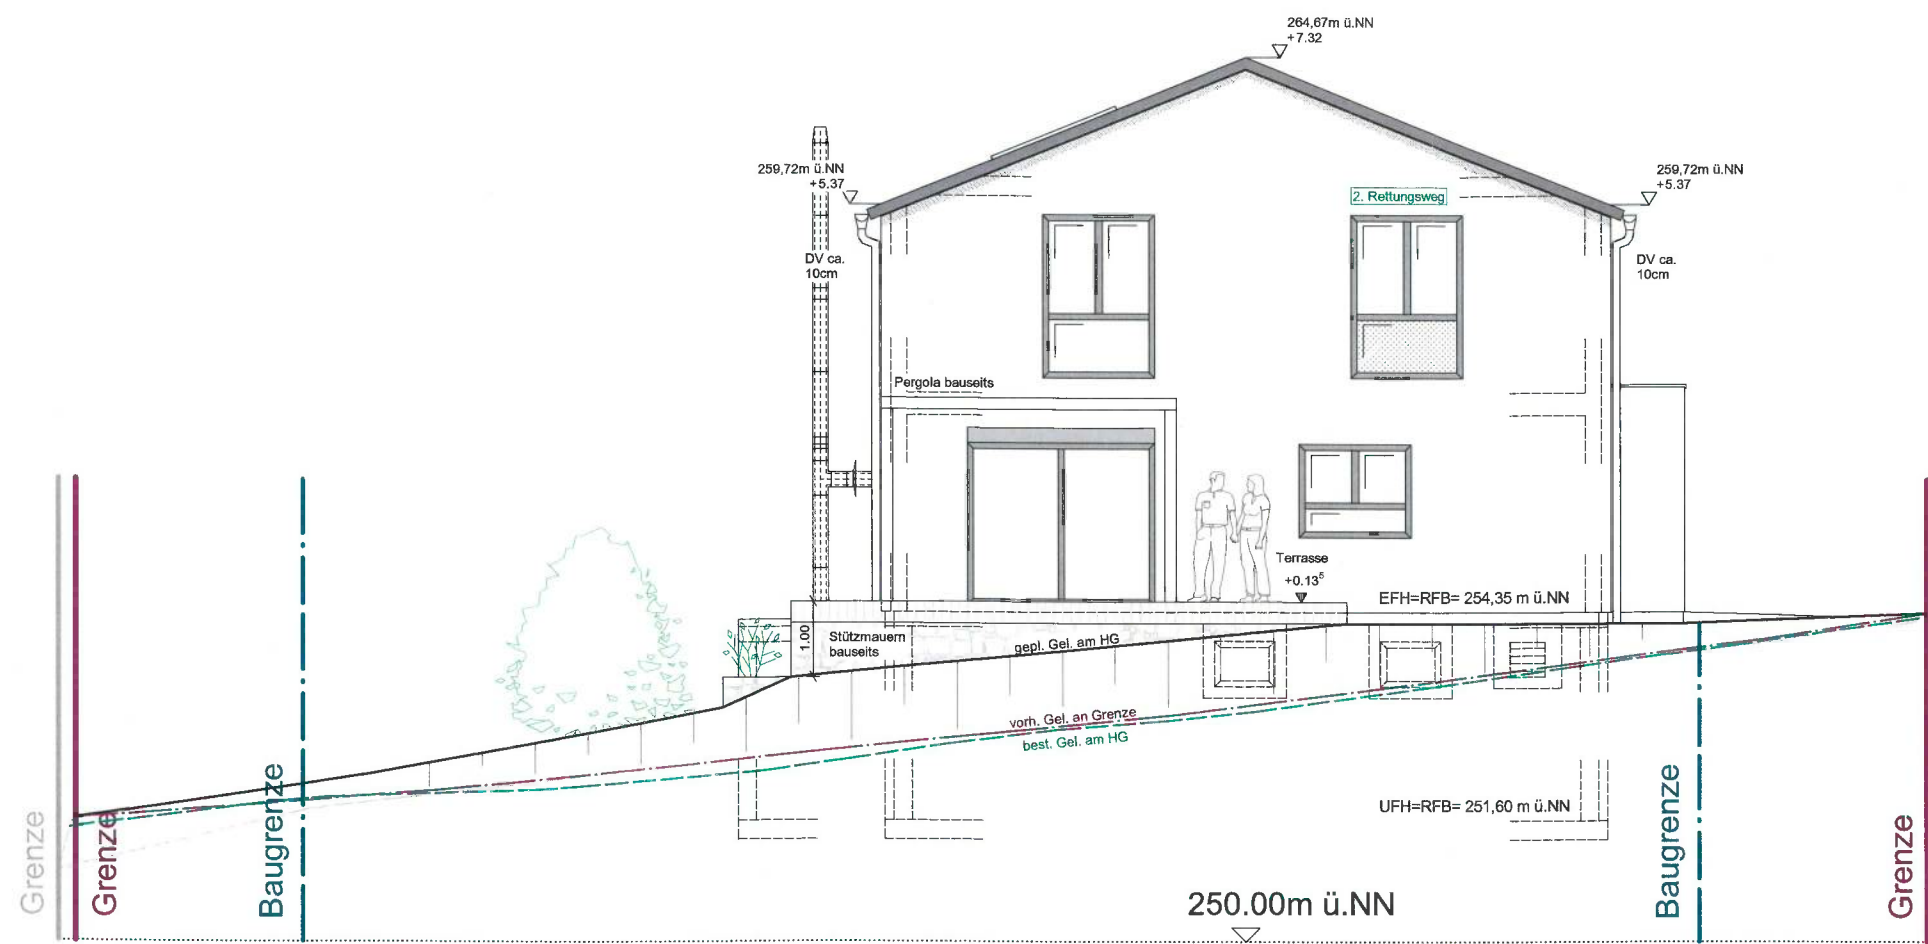 264,67m ü.NN
+7.32
259,72m ü.NN
+5.37
259,72m ü.NN
+5.37
2. Rettungsweg
DV ca.
10cm
DV ca.
10cm
Pergola bauseits
Terrasse
+0.13⁵
EFH=RFB= 254,35 m ü.NN
1.00
Stützmauern
bauseits
gepl. Gel. am HG
vorh. Gel. an Grenze
best. Gel. am HG
UFH=RFB= 251,60 m ü.NN
Grenze
Grenze
Baugrenze
Baugrenze
Grenze
250.00m ü.NN